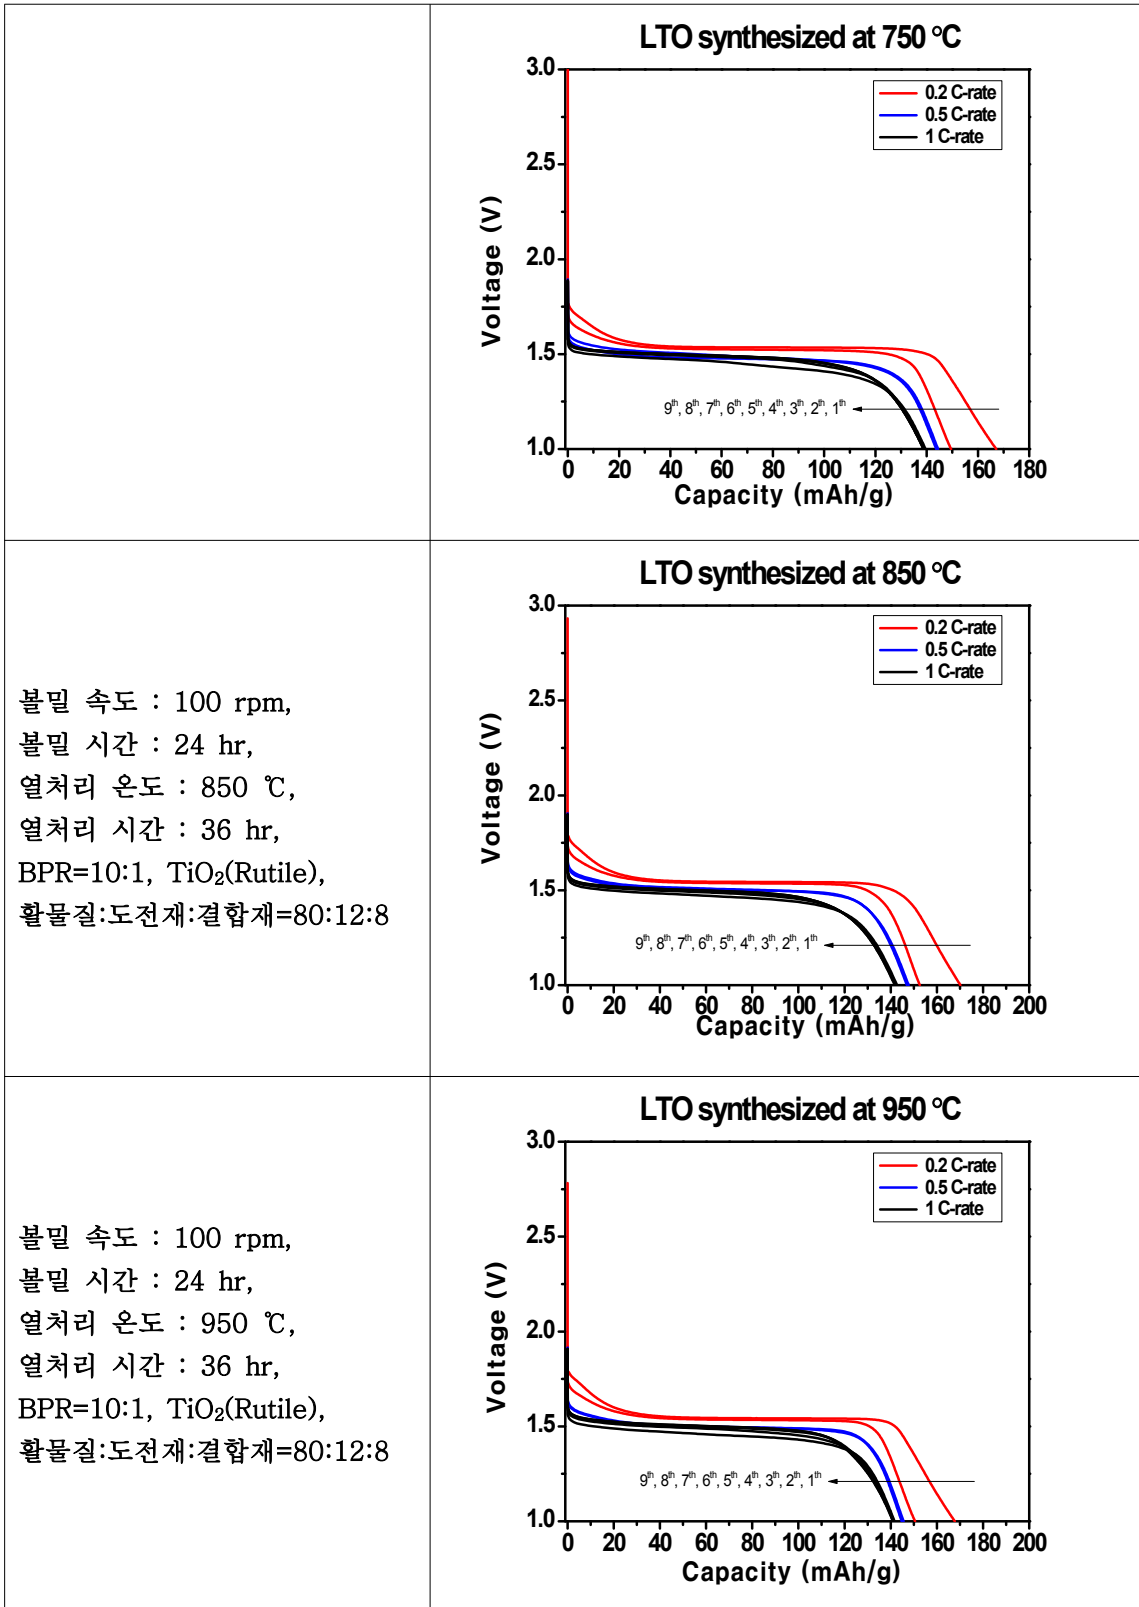 LTO synthesized at 750 °C
3.0
2.5
2.0
1.5
1.0
Voltage (V)
0.2 C-rate
0.5 C-rate
1 C-rate
9th, 8th, 7th, 6th, 5th, 4th, 3th, 2th, 1th
0 20 40 60 80 100 120 140 160 180
Capacity (mAh/g)
볼밀 속도 : 100 rpm,
볼밀 시간 : 24 hr,
열처리 온도 : 850 ℃,
열처리 시간 : 36 hr,
BPR=10:1, TiO2(Rutile),
활물질:도전재:결합재=80:12:8
LTO synthesized at 850 °C
3.0
2.5
2.0
1.5
1.0
Voltage (V)
0.2 C-rate
0.5 C-rate
1 C-rate
9th, 8th, 7th, 6th, 5th, 4th, 3th, 2th, 1th
0 20 40 60 80 100 120 140 160 180 200
Capacity (mAh/g)
볼밀 속도 : 100 rpm,
볼밀 시간 : 24 hr,
열처리 온도 : 950 ℃,
열처리 시간 : 36 hr,
BPR=10:1, TiO2(Rutile),
활물질:도전재:결합재=80:12:8
LTO synthesized at 950 °C
3.0
2.5
2.0
1.5
1.0
Voltage (V)
0.2 C-rate
0.5 C-rate
1 C-rate
9th, 8th, 7th, 6th, 5th, 4th, 3th, 2th, 1th
0 20 40 60 80 100 120 140 160 180 200
Capacity (mAh/g)